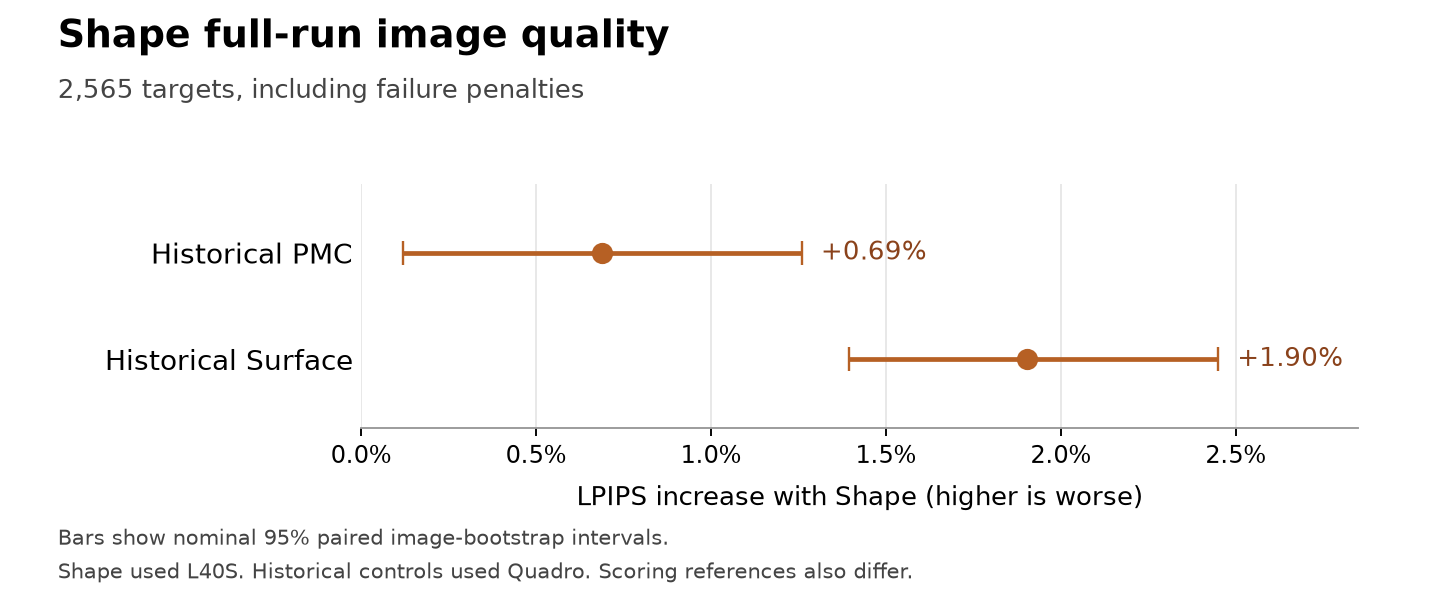 Shape full-run image quality
2,565 targets, including failure penalties
Historical PMC
+0.69%
Historical Surface
+1.90%
0.0% 0.5% 1.0% 1.5% 2.0% 2.5%
LPIPS increase with Shape (higher is worse)
Bars show nominal 95% paired image-bootstrap intervals.
Shape used L40S. Historical controls used Quadro. Scoring references also differ.